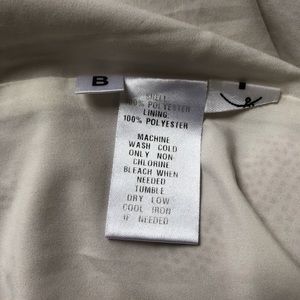 B
SHELL
100% POLYESTER
LINING:
100% POLYESTER
MACHINE
WASH COLD
ONLY NON
CHLORINE
BLEACH WHEN
NEEDED
TUMBLE
DRY LOW
COOL IRON
IF NEEDED